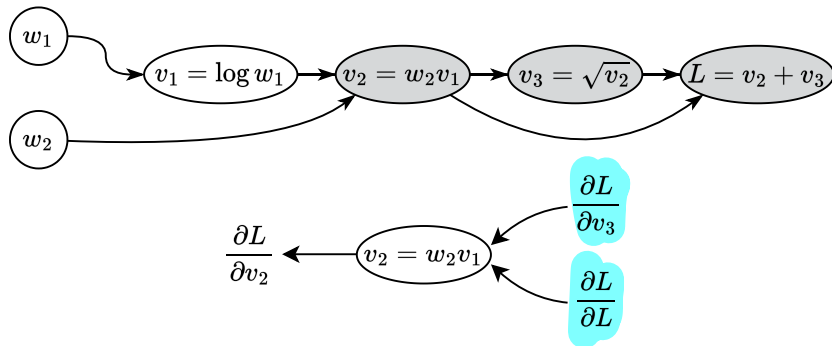 w₁
v₁ = log w₁
v₂ = w₂v₁
v₃ = √v₂
L = v₂ + v₃
w₂
∂L/∂v₂
v₂ = w₂v₁
∂L/∂v₃
∂L/∂L